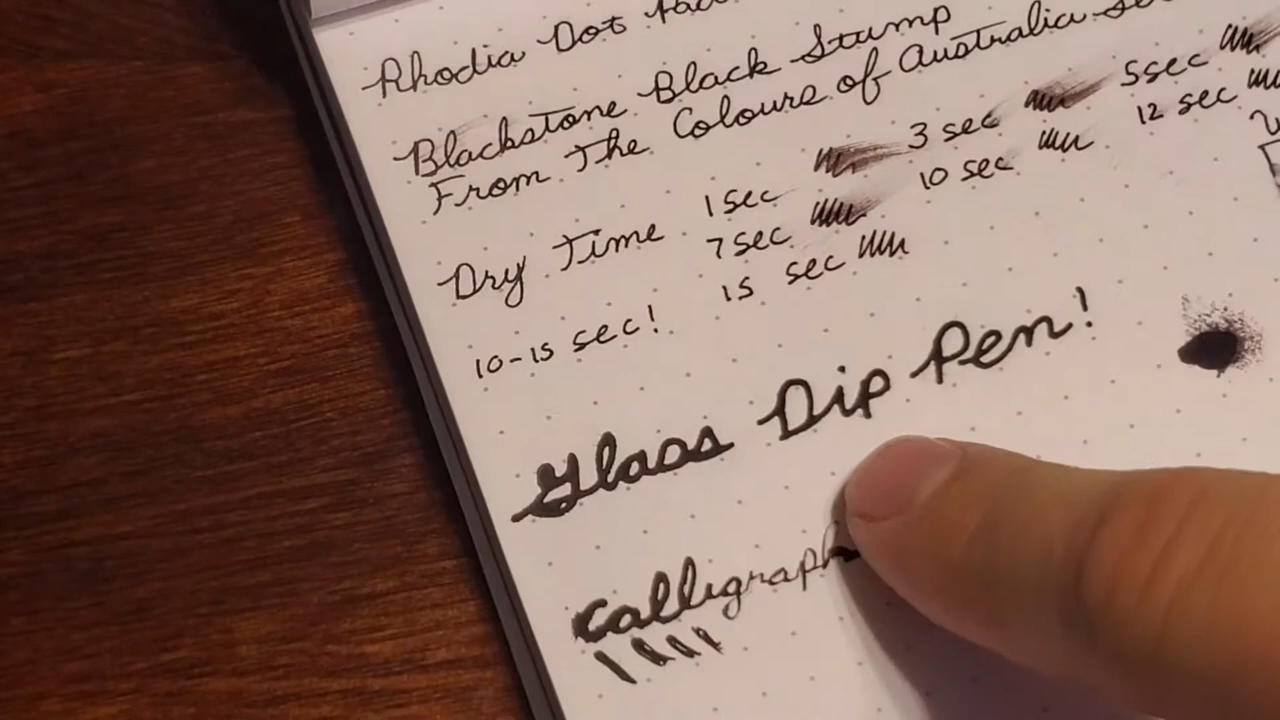 Rhodia Dot Pad
Blackstone Black Stump
From The Colours of Australia
Dry Time 1 sec 3 sec 5 sec
7 sec 10 sec 12 sec
10-15 sec! 15 sec
Glass Dip Pen!
Calligraph